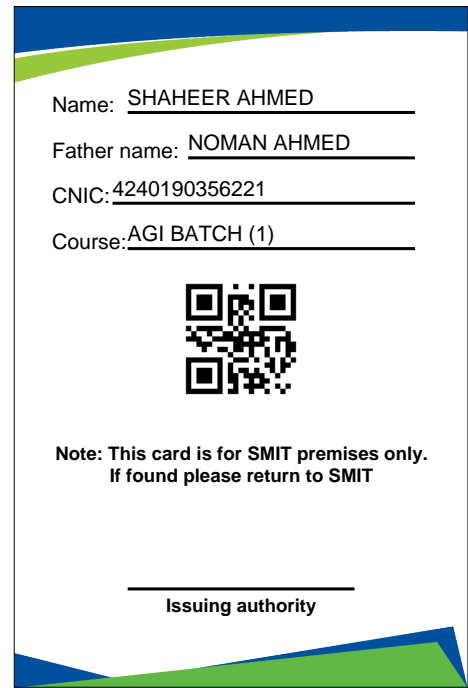 Name: SHAHEER AHMED
Father name: NOMAN AHMED
CNIC: 4240190356221
Course: AGI BATCH (1)
Note: This card is for SMIT premises only.
If found please return to SMIT
Issuing authority